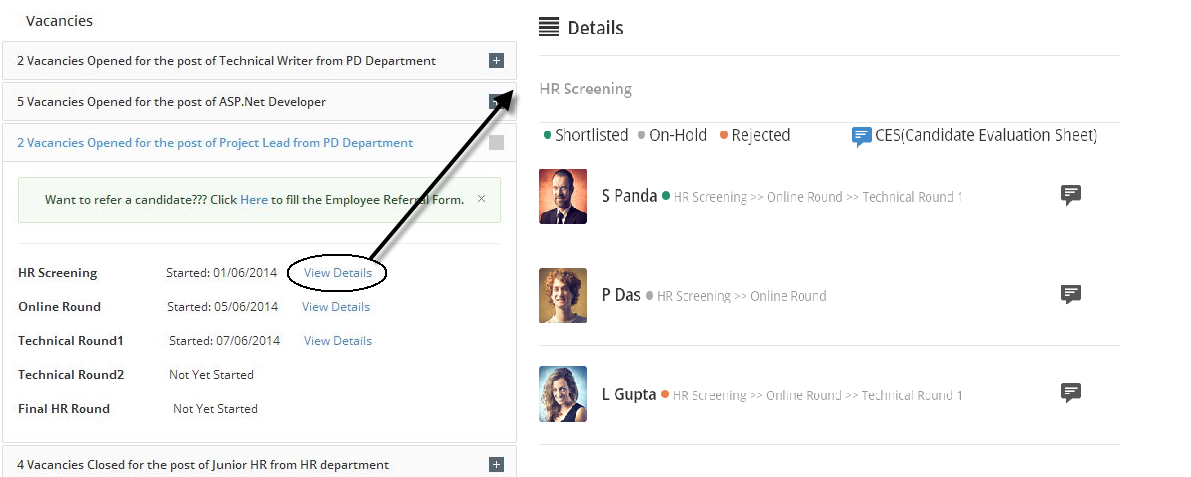 Vacancies
2 Vacancies Opened for the post of Technical Writer from PD Department
5 Vacancies Opened for the post of ASP.Net Developer
2 Vacancies Opened for the post of Project Lead from PD Department
Want to refer a candidate??? Click Here to fill the Employee Referral Form. ×
HR Screening Started: 01/06/2014 View Details
Online Round Started: 05/06/2014 View Details
Technical Round1 Started: 07/06/2014 View Details
Technical Round2 Not Yet Started
Final HR Round Not Yet Started
4 Vacancies Closed for the post of Junior HR from HR department
Details
HR Screening
Shortlisted On-Hold Rejected CES(Candidate Evaluation Sheet)
S Panda HR Screening >> Online Round >> Technical Round 1
P Das HR Screening >> Online Round
L Gupta HR Screening >> Online Round >> Technical Round 1